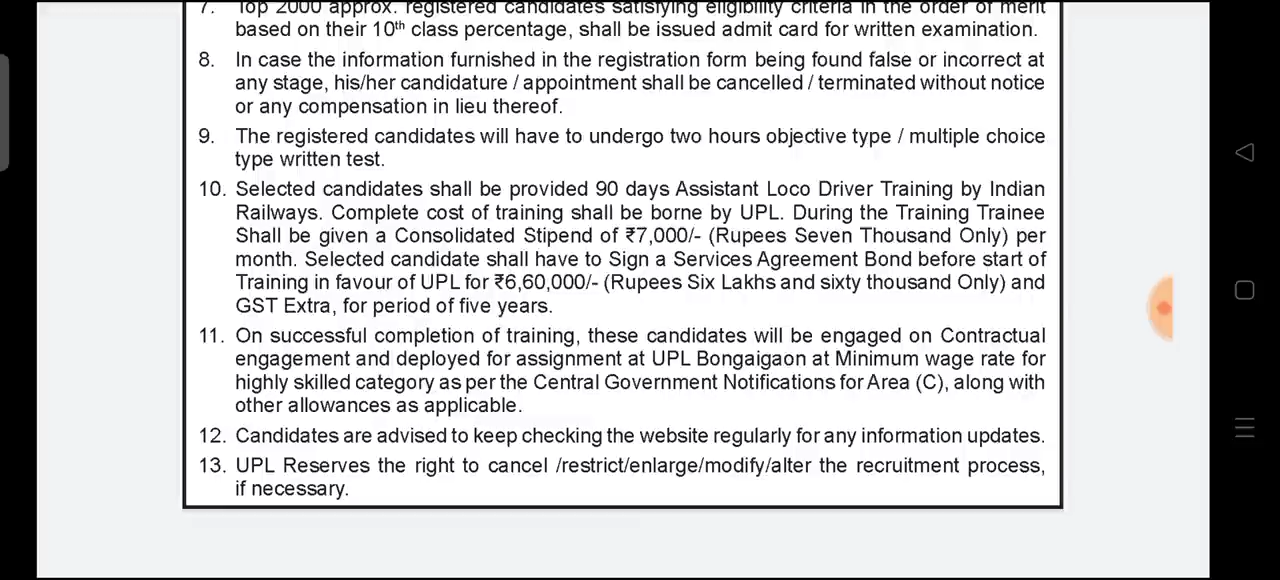 7. Top 2000 approx. registered candidates satisfying eligibility criteria in the order of merit
based on their 10th class percentage, shall be issued admit card for written examination.
8. In case the information furnished in the registration form being found false or incorrect at
any stage, his/her candidature / appointment shall be cancelled / terminated without notice
or any compensation in lieu thereof.
9. The registered candidates will have to undergo two hours objective type / multiple choice
type written test.
10. Selected candidates shall be provided 90 days Assistant Loco Driver Training by Indian
Railways. Complete cost of training shall be borne by UPL. During the Training Trainee
Shall be given a Consolidated Stipend of ₹7,000/- (Rupees Seven Thousand Only) per
month. Selected candidate shall have to Sign a Services Agreement Bond before start of
Training in favour of UPL for ₹6,60,000/- (Rupees Six Lakhs and sixty thousand Only) and
GST Extra, for period of five years.
11. On successful completion of training, these candidates will be engaged on Contractual
engagement and deployed for assignment at UPL Bongaigaon at Minimum wage rate for
highly skilled category as per the Central Government Notifications for Area (C), along with
other allowances as applicable.
12. Candidates are advised to keep checking the website regularly for any information updates.
13. UPL Reserves the right to cancel /restrict/enlarge/modify/alter the recruitment process,
if necessary.